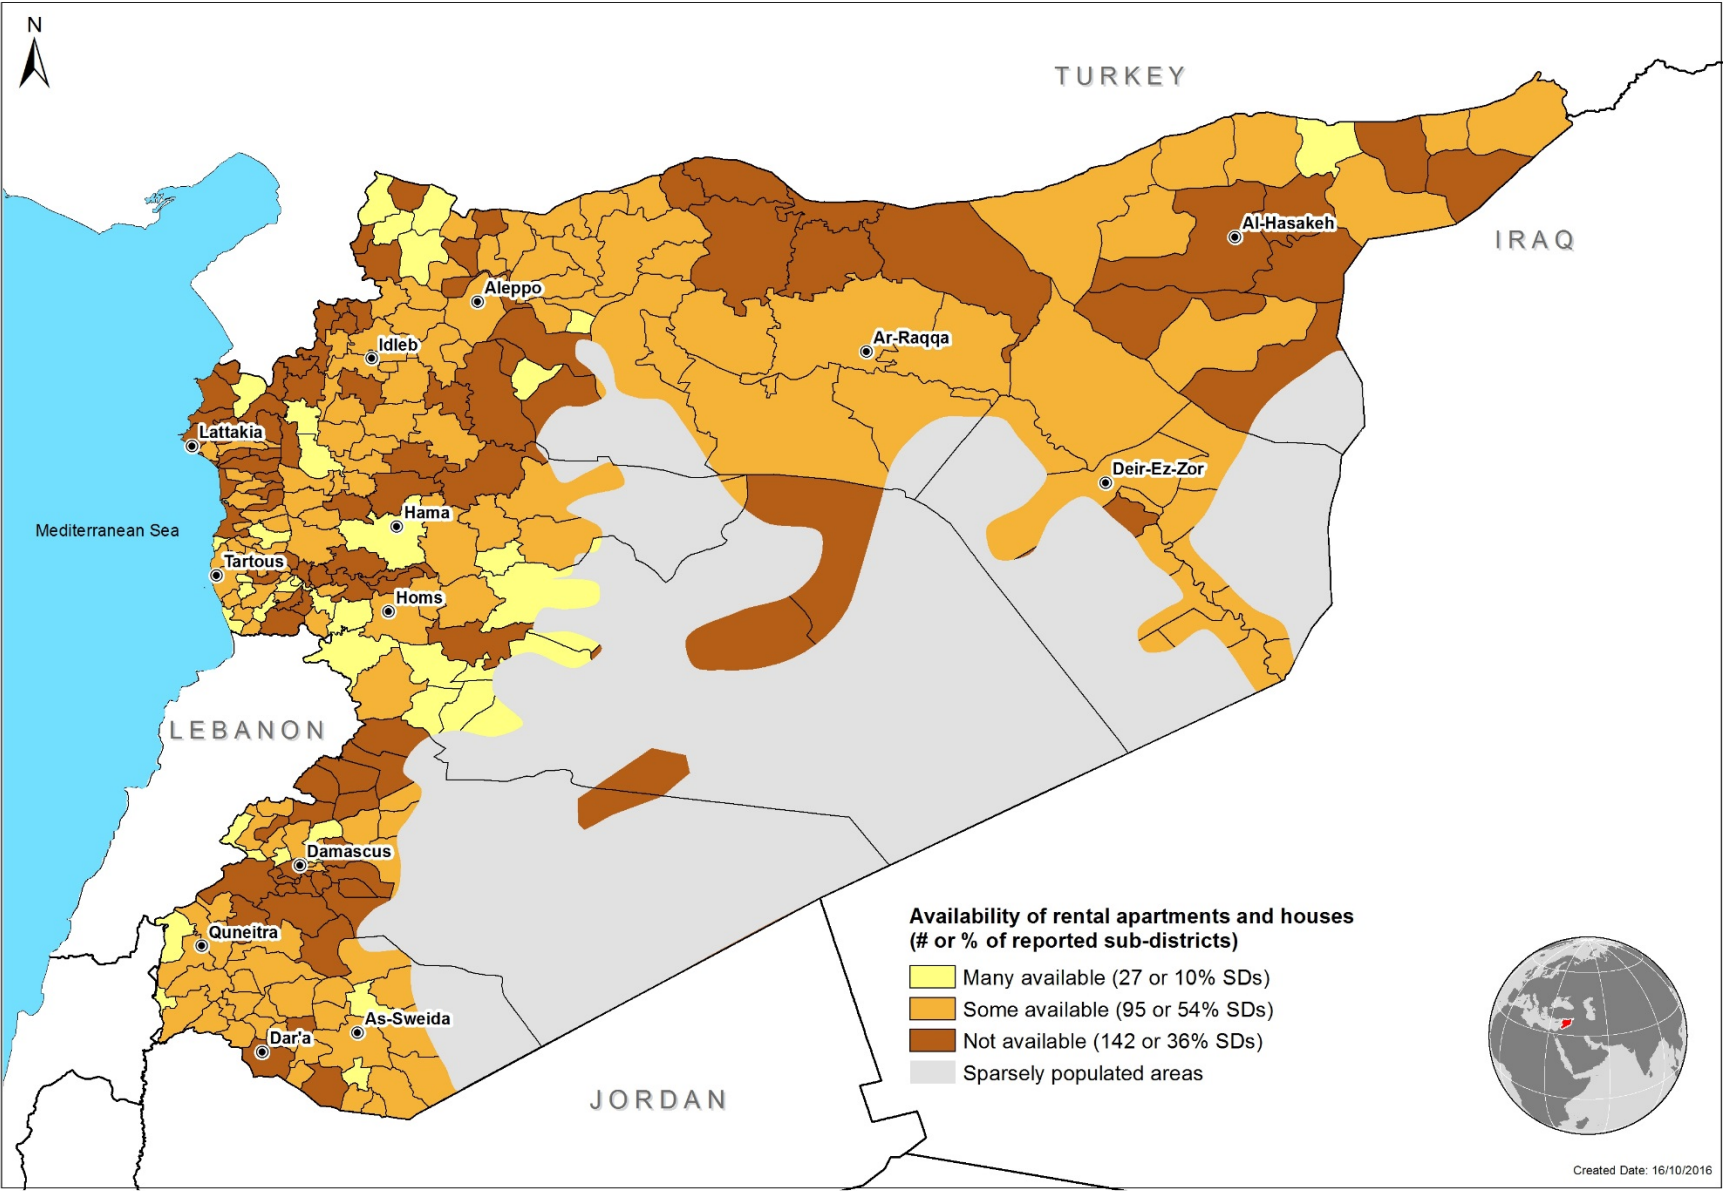 N
TURKEY
IRAQ
Al-Hasakeh
Aleppo
Idleb
Ar-Raqqa
Lattakia
Deir-Ez-Zor
Hama
Mediterranean Sea
Tartous
Homs
LEBANON
Damascus
Quneitra
As-Sweida
Dar'a
JORDAN
Availability of rental apartments and houses
(# or % of reported sub-districts)
Many available (27 or 10% SDs)
Some available (95 or 54% SDs)
Not available (142 or 36% SDs)
Sparsely populated areas
Created Date: 16/10/2016